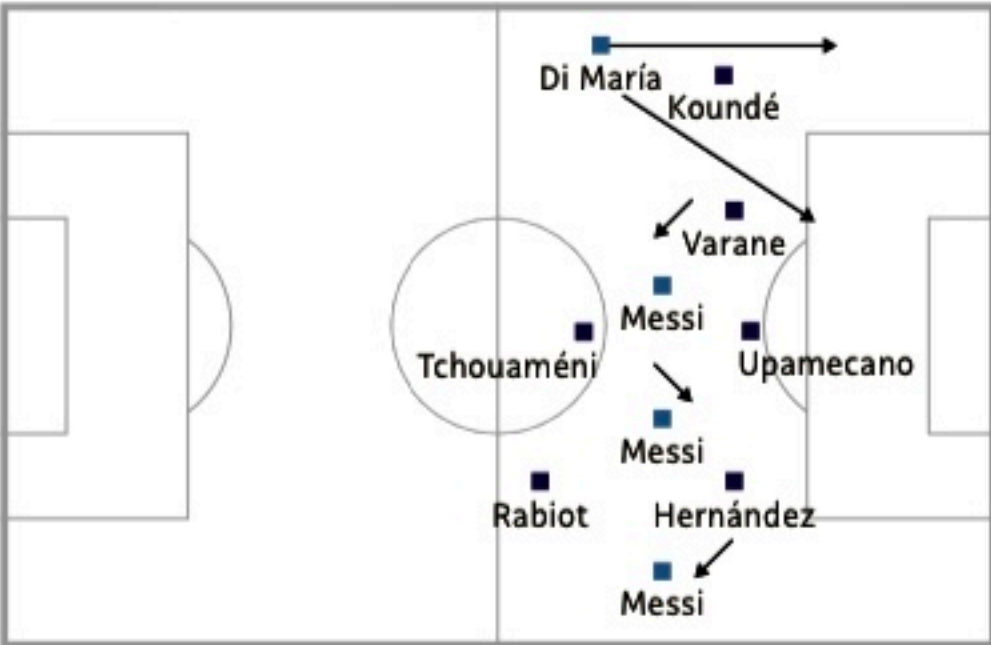 Di María
Koundé
Varane
Messi
Tchouaméni
Upamecano
Messi
Rabiot
Hernández
Messi